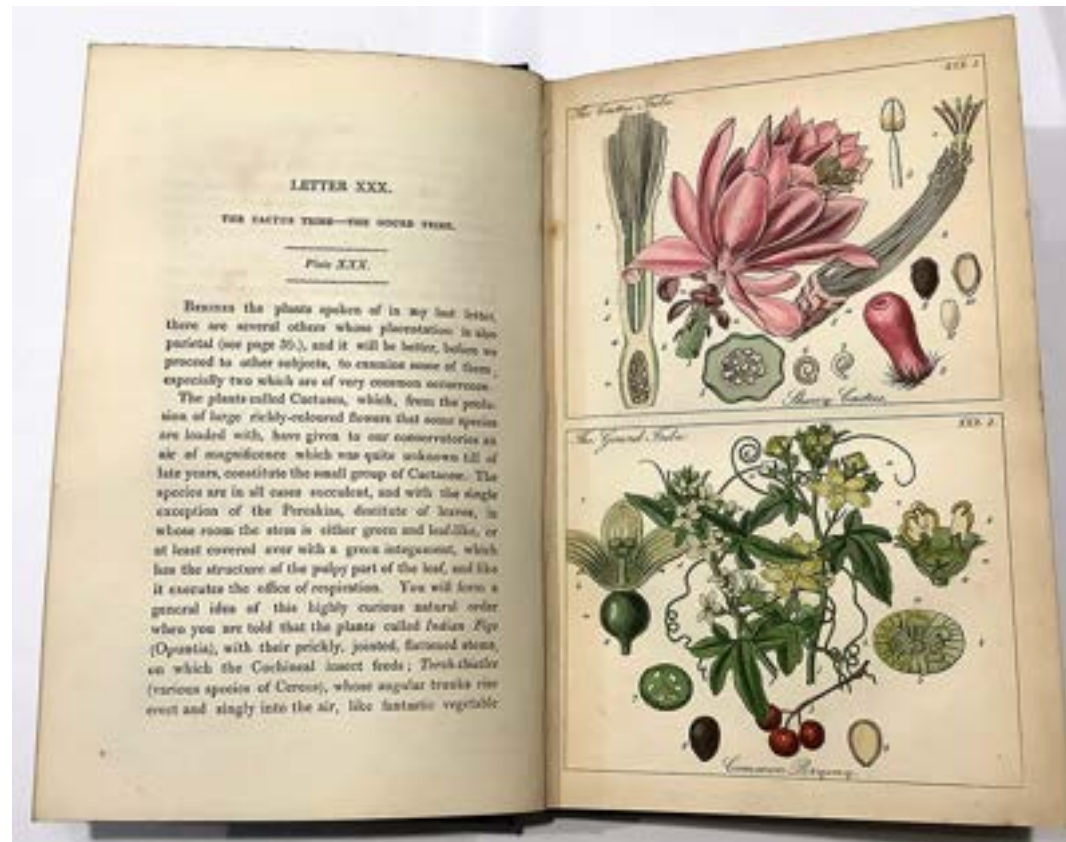 LETTER XXX.
THE CACTUS TRIBE—THE GOURD TRIBE.
Plate XXX.
Besides the plants spoken of in my last letter,
there are several others whose placentation is also
parietal (see page 20.), and it will be better, before we
proceed to other subjects, to examine some of them,
especially two which are of very common occurrence.
The plants called Cactuses, which, from the profu-
sion of large richly-coloured flowers that some species
are loaded with, have given to our conservatories an
air of magnificence which was quite unknown till of
late years, constitute the small group of Cactaceæ. The
species are in all cases succulent, and with the single
exception of the Pereskias, destitute of leaves, in
whose room the stem is either green and leaf-like, or
at least covered over with a green integument, which
has the structure of the pulpy part of the leaf, and like
it executes the office of respiration. You will form a
general idea of this highly curious natural order
when you are told that the plants called Indian Figs
(Opuntia), with their prickly, jointed, flattened stems,
on which the Cochineal insect feeds; Torch-thistles
(various species of Cereus), whose angular trunks rise
erect and singly into the air, like fantastic vegetable
The Cactus Tribe.
XXX. 1.
Showy Cactus.
The Gourd Tribe.
XXX. 2.
Common Bryony.